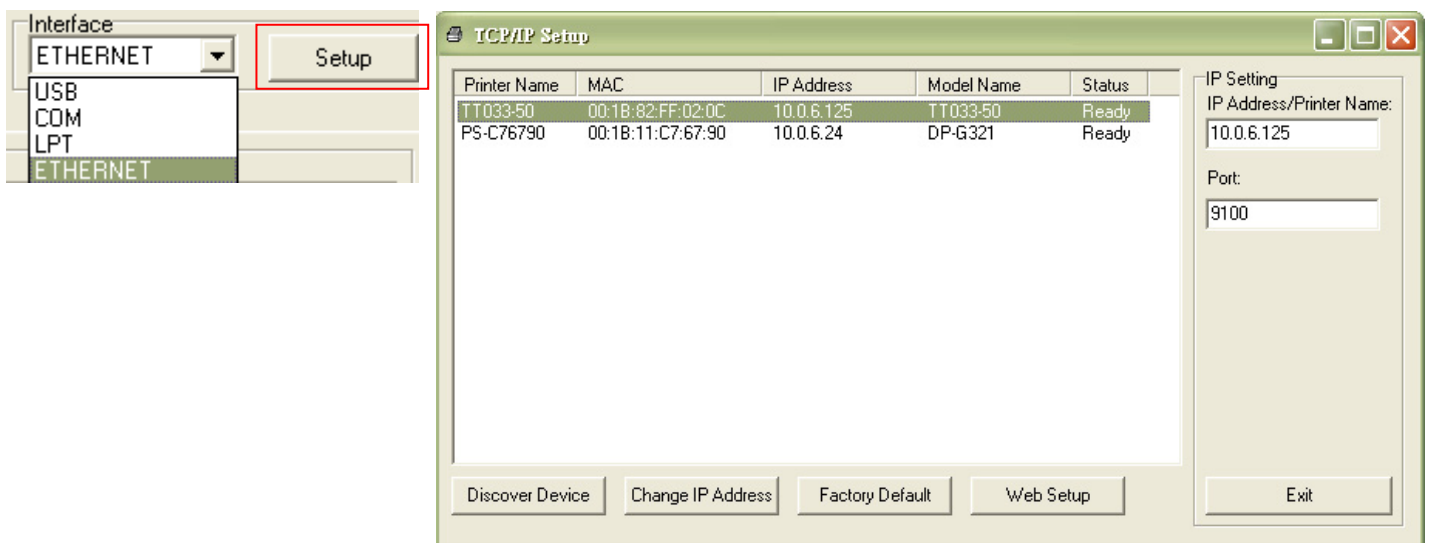 Interface
ETHERNET
Setup
USB
COM
LPT
ETHERNET
TCP/IP Setup
Printer Name MAC IP Address Model Name Status
TT033-50 00:1B:82:FF:02:0C 10.0.6.125 TT033-50 Ready
PS-C76790 00:1B:11:C7:67:90 10.0.6.24 DP-G321 Ready
IP Setting
IP Address/Printer Name:
10.0.6.125
Port:
9100
Discover Device Change IP Address Factory Default Web Setup Exit